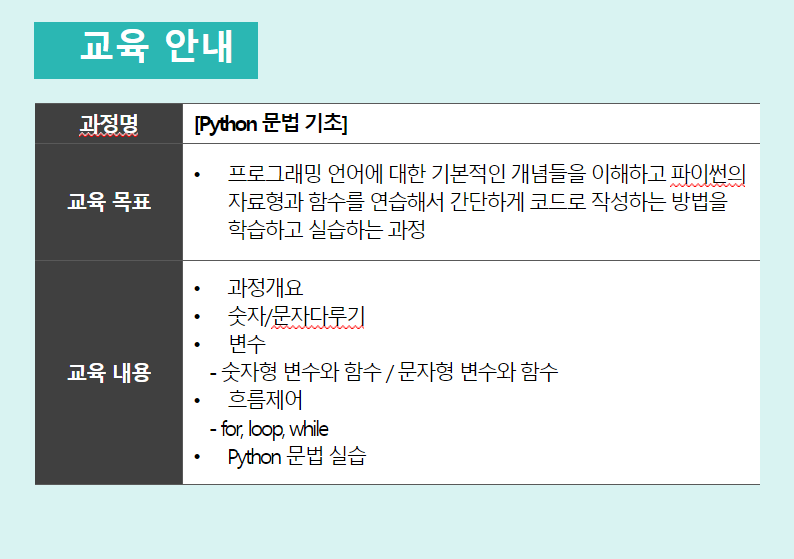 교육 안내
과정명
[Python 문법 기초]
교육 목표
• 프로그래밍 언어에 대한 기본적인 개념들을 이해하고 파이썬의
자료형과 함수를 연습해서 간단하게 코드로 작성하는 방법을
학습하고 실습하는 과정
교육 내용
• 과정개요
• 숫자/문자다루기
• 변수
- 숫자형 변수와 함수 / 문자형 변수와 함수
• 흐름제어
- for, loop, while
• Python 문법 실습